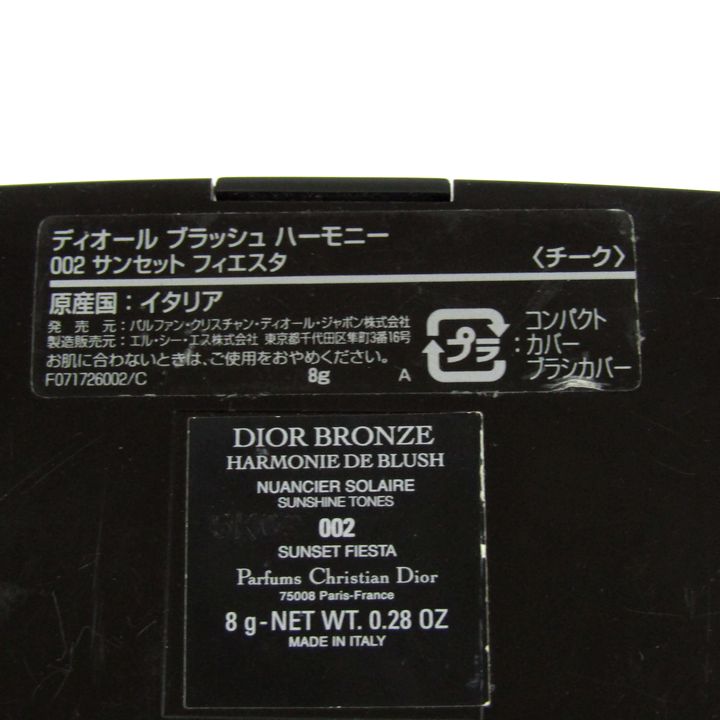 ディオール ブラッシュ ハーモニー
002 サンセット フィエスタ 〈チーク〉
原産国：イタリア
発 売 元：パルファン・クリスチャン・ディオール・ジャポン株式会社
製造販売元：エル・シー・エス株式会社 東京都千代田区隼町3番16号
お肌に合わないときは、ご使用をおやめください。
F071726002/C 8g A
プラ：コンパクト
カバー
ブラシカバー
DIOR BRONZE
HARMONIE DE BLUSH
NUANCIER SOLAIRE
SUNSHINE TONES
002
SUNSET FIESTA
Parfums Christian Dior
75008 Paris-France
8 g-NET WT. 0.28 OZ
MADE IN ITALY